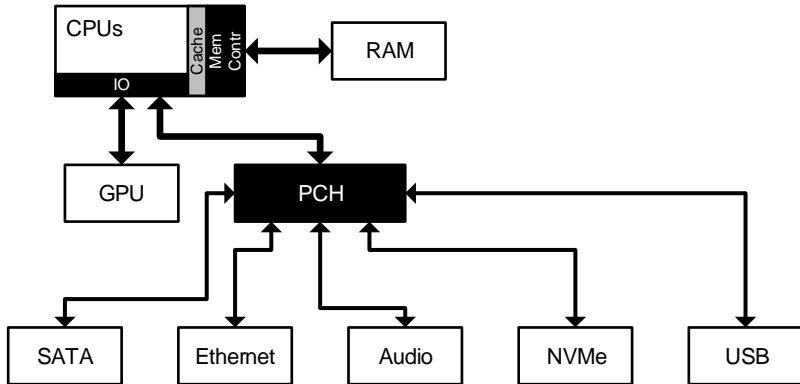 CPUs
Cache
Mem
Contr
IO
RAM
GPU
PCH
SATA
Ethernet
Audio
NVMe
USB